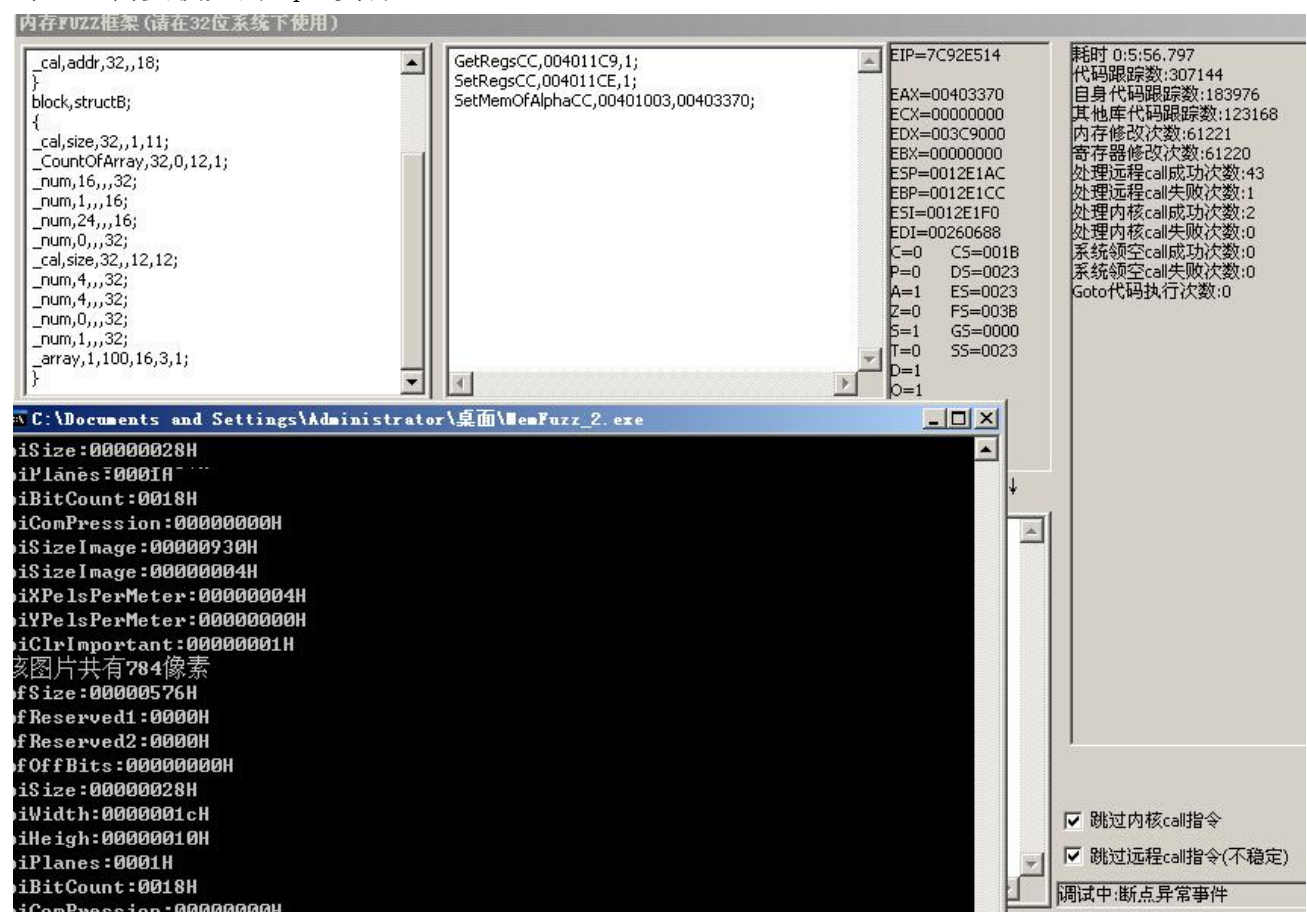 内存FUZZ框架(请在32位系统下使用)
_cal,addr,32,,18;
}
block,structB;
{
_cal,size,32,,1,11;
_CountOfArray,32,0,12,1;
_num,16,,,32;
_num,1,,,16;
_num,24,,,16;
_num,0,,,32;
_cal,size,32,,12,12;
_num,4,,,32;
_num,4,,,32;
_num,0,,,32;
_num,1,,,32;
_array,1,100,16,3,1;
}
GetRegsCC,004011C9,1;
SetRegsCC,004011CE,1;
SetMemOfAlphaCC,00401003,00403370;
EIP=7C92E514
EAX=00403370
ECX=00000000
EDX=003C9000
EBX=00000000
ESP=0012E1AC
EBP=0012E1CC
ESI=0012E1F0
EDI=00260688
C=0 CS=001B
P=0 DS=0023
A=1 ES=0023
Z=0 FS=003B
S=1 GS=0000
T=0 SS=0023
D=1
O=1
耗时 0:5:56.797
代码跟踪数:307144
自身代码跟踪数:183976
其他库代码跟踪数:123168
内存修改次数:61221
寄存器修改次数:61220
处理远程call成功次数:43
处理远程call失败次数:1
处理内核call成功次数:2
处理内核call失败次数:0
系统领空call成功次数:0
系统领空call失败次数:0
Goto代码执行次数:0
C:\Documents and Settings\Administrator\桌面\MemFuzz_2.exe
iSize:00000028H
iBitCount:0018H
iComPression:00000000H
iSizeImage:00000930H
iSizeImage:00000004H
iXPelsPerMeter:00000004H
iYPelsPerMeter:00000000H
iClrImportant:00000001H
该图片共有784像素
fSize:00000576H
fReserved1:0000H
fReserved2:0000H
fOffBits:00000000H
iSize:00000028H
iWidth:0000001cH
iHeigh:00000010H
iPlanes:0001H
iBitCount:0018H
iComPression:00000000H
↓
跳过内核call指令
跳过远程call指令(不稳定)
调试中:断点异常事件